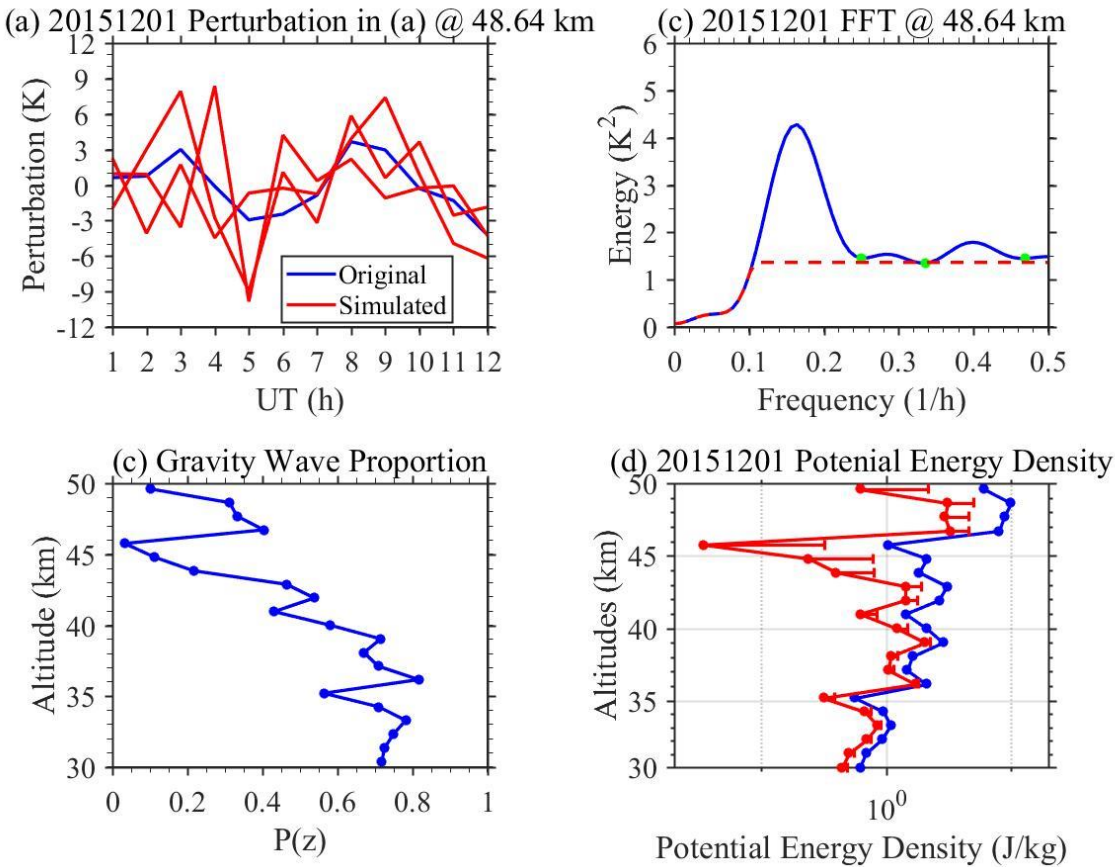 (a) 20151201 Perturbation in (a) @ 48.64 km
12
9
6
3
0
-3
-6
-9
-12
Perturbation (K)
Original
Simulated
1 2 3 4 5 6 7 8 9 10 11 12
UT (h)
(c) 20151201 FFT @ 48.64 km
6
5
4
3
2
1
0
Energy (K²)
0 0.1 0.2 0.3 0.4 0.5
Frequency (1/h)
(c) Gravity Wave Proportion
50
45
40
35
30
Altitude (km)
0 0.2 0.4 0.6 0.8 1
P(z)
(d) 20151201 Potenial Energy Density
50
45
40
35
30
Altitudes (km)
10⁰
Potential Energy Density (J/kg)